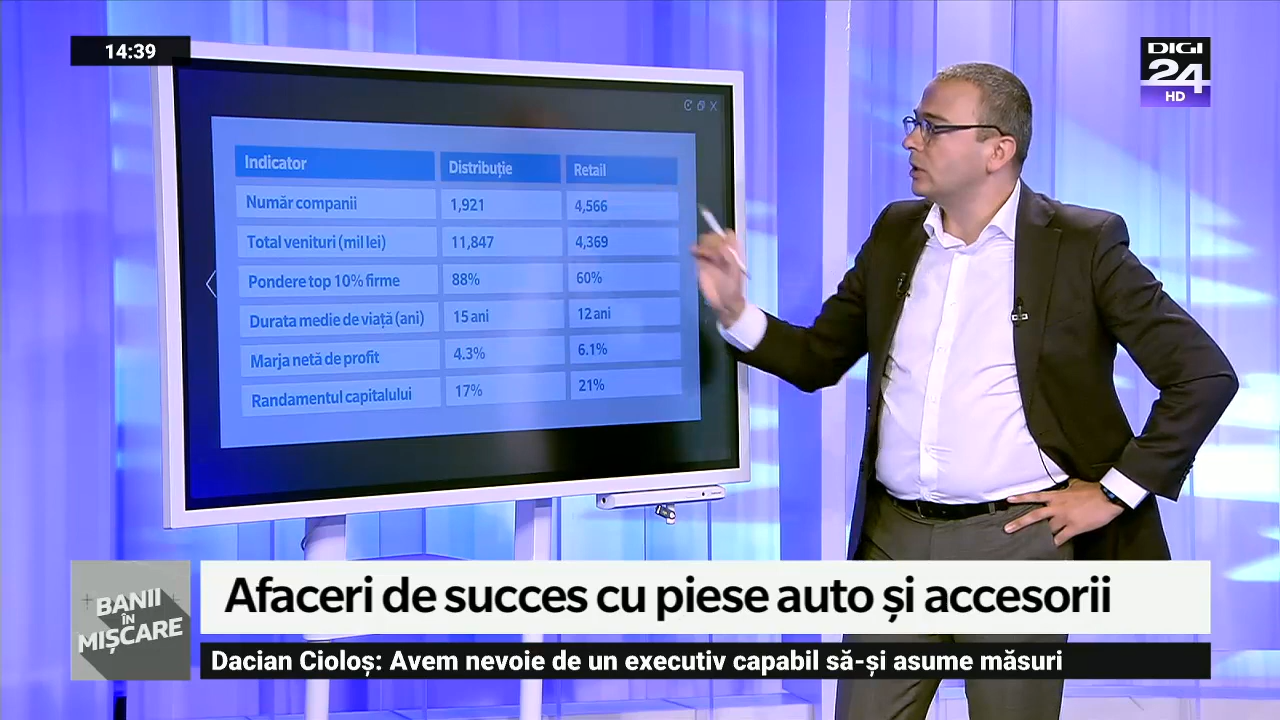 14:39
DIGI
24
HD
Indicator Distribuție Retail
Număr companii 1,921 4,566
Total venituri (mil lei) 11,847 4,369
Pondere top 10% firme 88% 60%
Durata medie de viață (ani) 15 ani 12 ani
Marja netă de profit 4.3% 6.1%
Randamentul capitalului 17% 21%
BANII
ÎN
MIȘCARE
Afaceri de succes cu piese auto și accesorii
Dacian Cioloș: Avem nevoie de un executiv capabil să-și asume măsuri